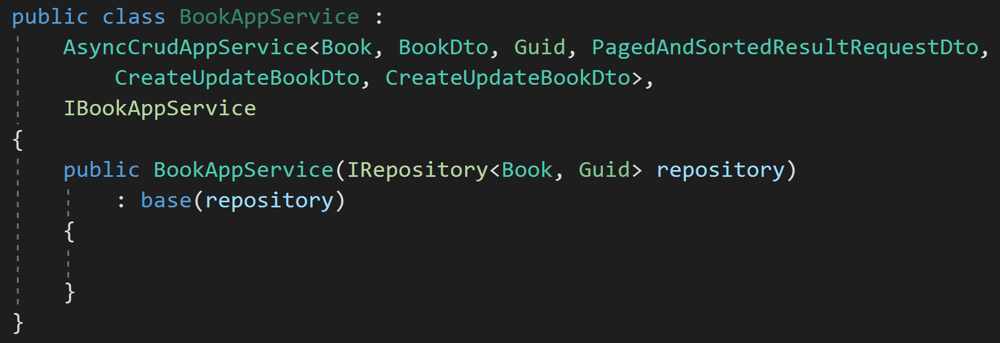 public class BookAppService :
    AsyncCrudAppService<Book, BookDto, Guid, PagedAndSortedResultRequestDto,
        CreateUpdateBookDto, CreateUpdateBookDto>,
    IBookAppService
{
    public BookAppService(IRepository<Book, Guid> repository)
        : base(repository)
    {
    }
}